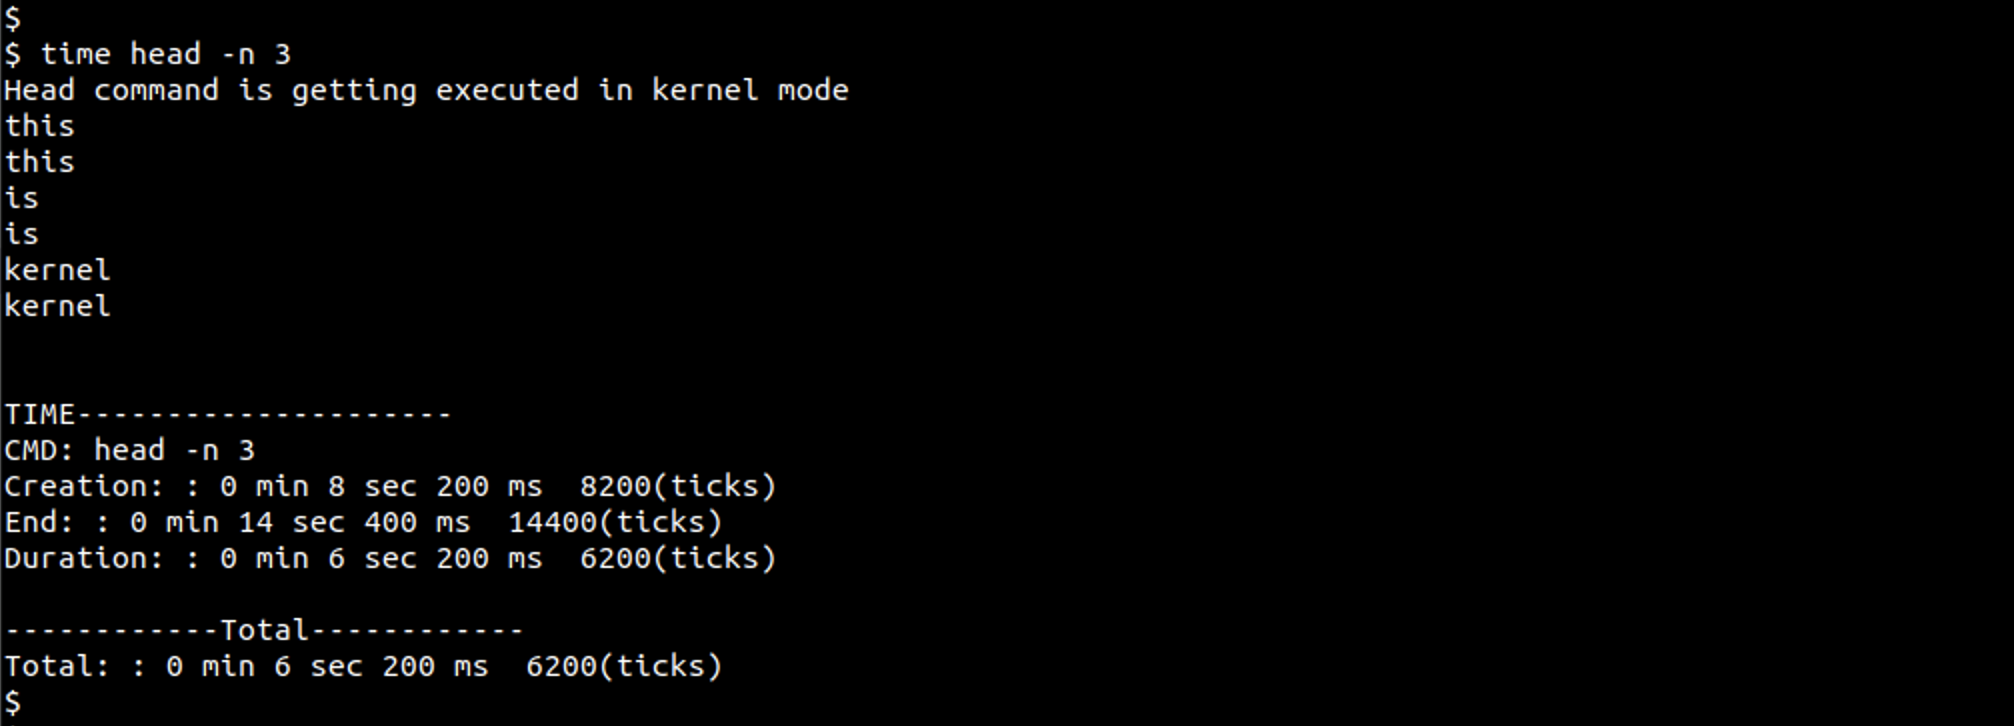 $
$ time head -n 3
Head command is getting executed in kernel mode
this
this
is
is
kernel
kernel
TIME---------------------
CMD: head -n 3
Creation: : 0 min 8 sec 200 ms  8200(ticks)
End: : 0 min 14 sec 400 ms  14400(ticks)
Duration: : 0 min 6 sec 200 ms  6200(ticks)
------------Total------------
Total: : 0 min 6 sec 200 ms  6200(ticks)
$